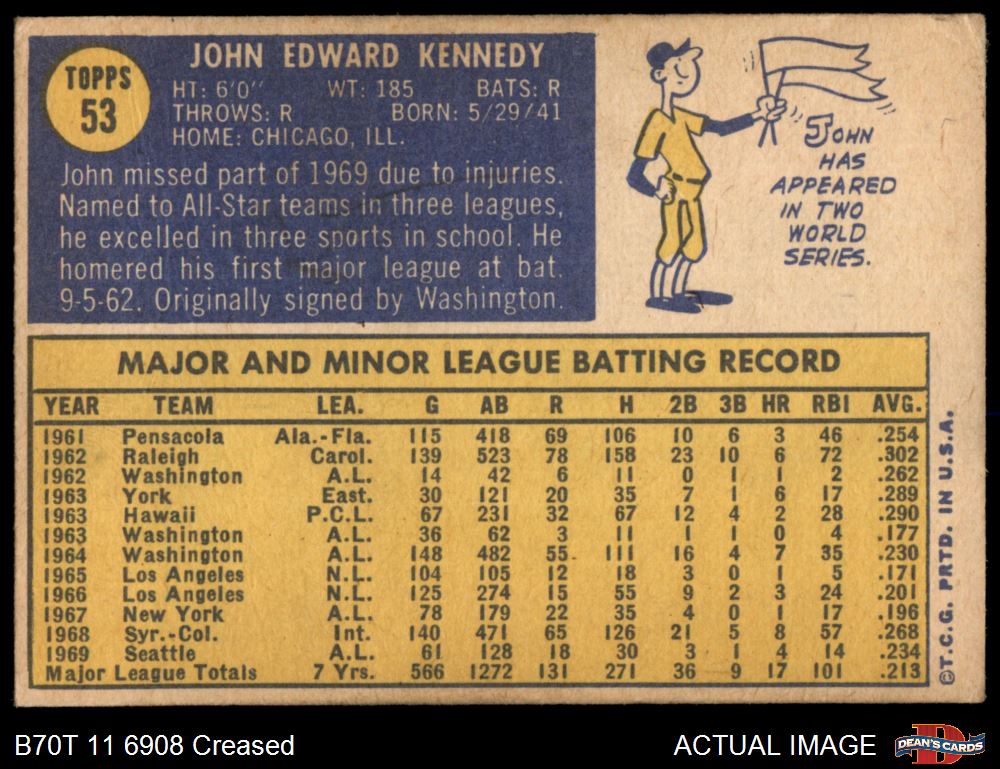 TOPPS
53
JOHN EDWARD KENNEDY
HT: 6'0" WT: 185 BATS: R
THROWS: R BORN: 5/29/41
HOME: CHICAGO, ILL.
John missed part of 1969 due to injuries.
Named to All-Star teams in three leagues,
he excelled in three sports in school. He
homered his first major league at bat.
9-5-62. Originally signed by Washington.
JOHN
HAS
APPEARED
IN TWO
WORLD
SERIES.
MAJOR AND MINOR LEAGUE BATTING RECORD
YEAR TEAM LEA. G AB R H 2B 3B HR RBI AVG.
1961 Pensacola Ala.-Fla. 115 418 69 106 10 6 3 46 .254
1962 Raleigh Carol. 139 523 78 158 23 10 6 72 .302
1962 Washington A.L. 14 42 6 11 0 1 1 2 .262
1963 York East. 30 121 20 35 7 1 6 17 .289
1963 Hawaii P.C.L. 67 231 32 67 12 4 2 28 .290
1963 Washington A.L. 36 62 3 11 1 1 0 4 .177
1964 Washington A.L. 148 482 55 111 16 4 7 35 .230
1965 Los Angeles N.L. 104 105 12 18 3 0 1 5 .171
1966 Los Angeles N.L. 125 274 15 55 9 2 3 24 .201
1967 New York A.L. 78 179 22 35 4 0 1 17 .196
1968 Syr.-Col. Int. 140 471 65 126 21 5 8 57 .268
1969 Seattle A.L. 61 128 18 30 3 1 4 14 .234
Major League Totals 7 Yrs. 566 1272 131 271 36 9 17 101 .213
©T.C.G. PRTD. IN U.S.A.
B70T 11 6908 Creased
ACTUAL IMAGE
D
DEAN'S CARDS